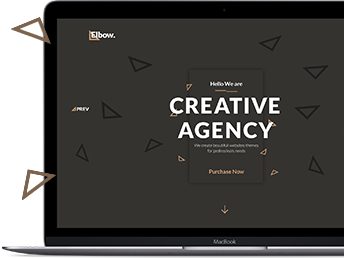 Elbow.
Hello We are
PREV
CREATIVE
AGENCY
We create beautiful websites themes
for professionals needs
Purchase Now
MacBook